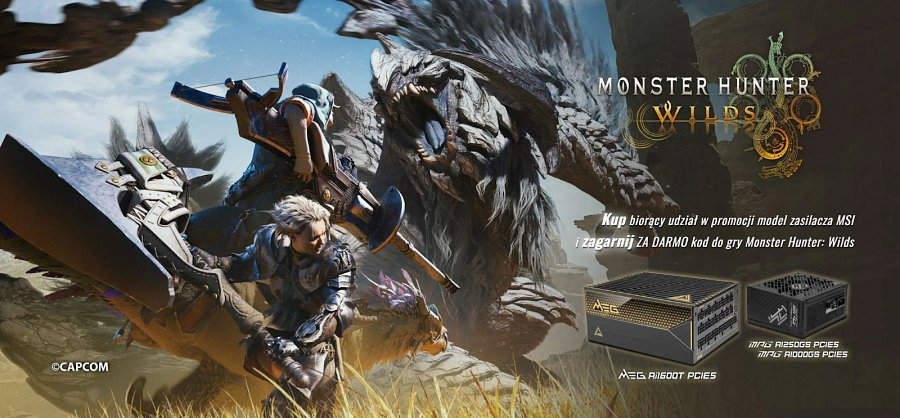 MONSTER HUNTER
WILDS
Kup biorący udział w promocji model zasilacza MSI
i zagarnij ZA DARMO kod do gry Monster Hunter: Wilds
MEG
MPG A1250GS PCIE5
MPG A1000GS PCIE5
MEG Ai1600T PCIE5
©CAPCOM